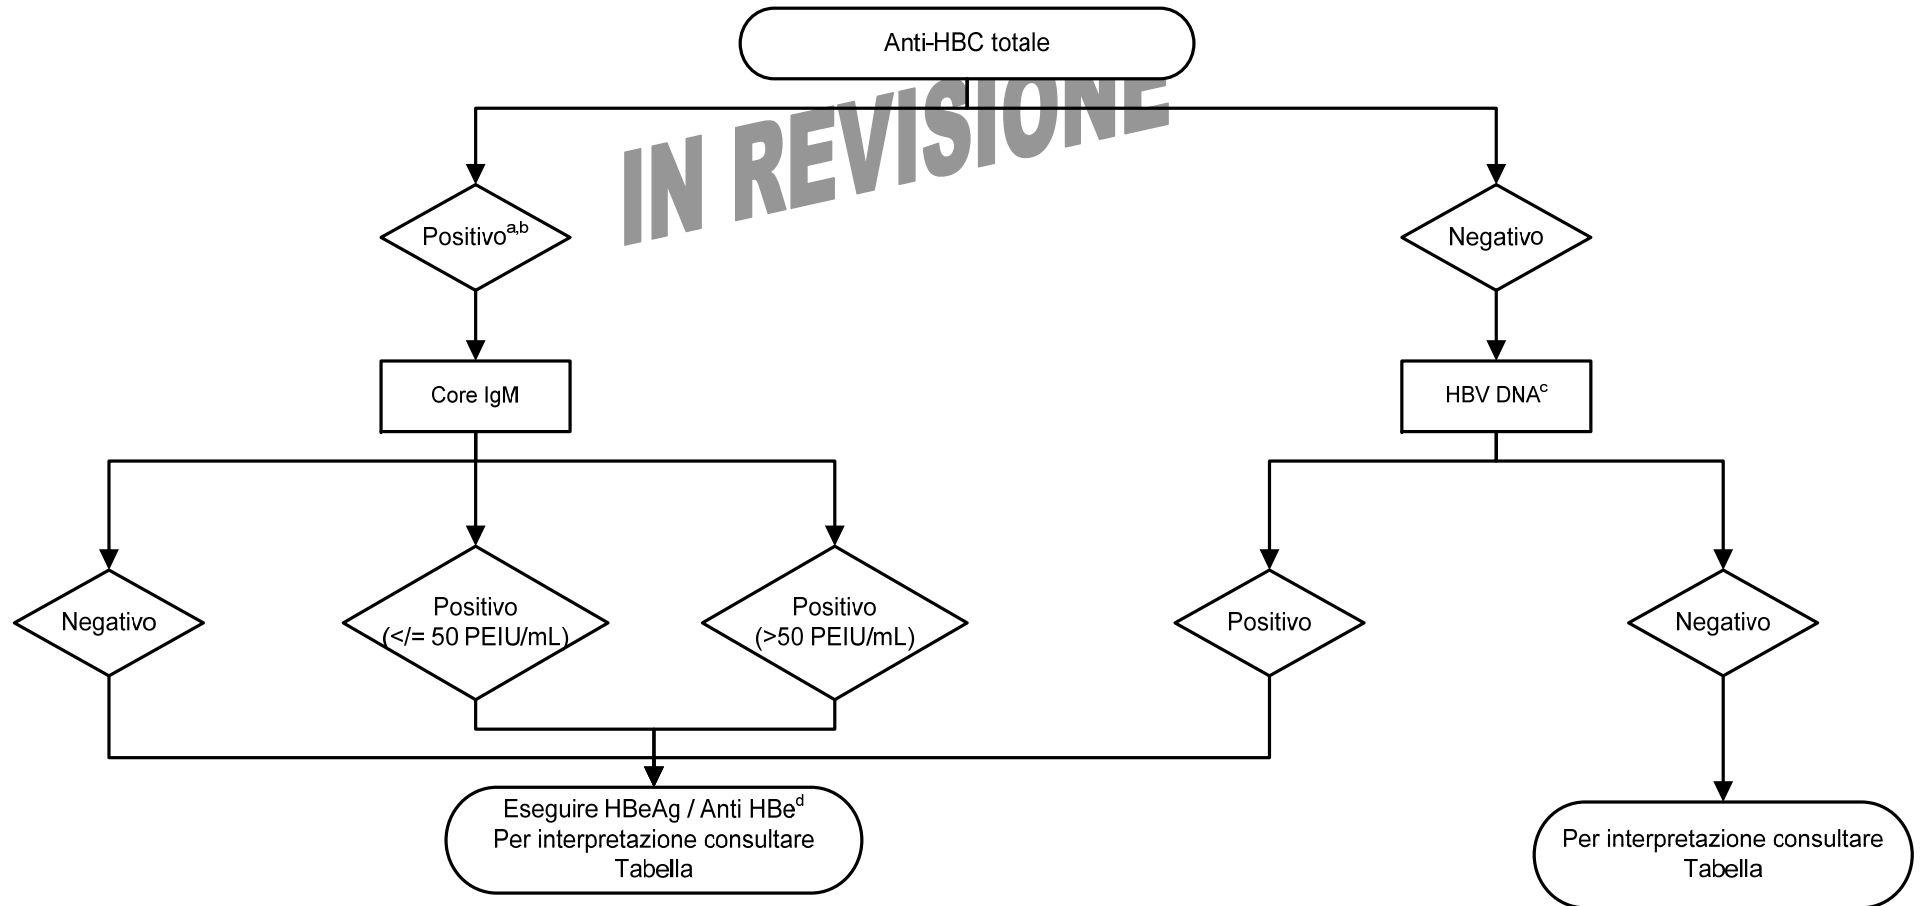 Anti-HBC totale
IN REVISIONE
Positivo^a,b
Negativo
Core IgM
HBV DNA^c
Negativo
Positivo
(</= 50 PEIU/mL)
Positivo
(>50 PEIU/mL)
Positivo
Negativo
Eseguire HBeAg / Anti HBe^d
Per interpretazione consultare
Tabella
Per interpretazione consultare
Tabella